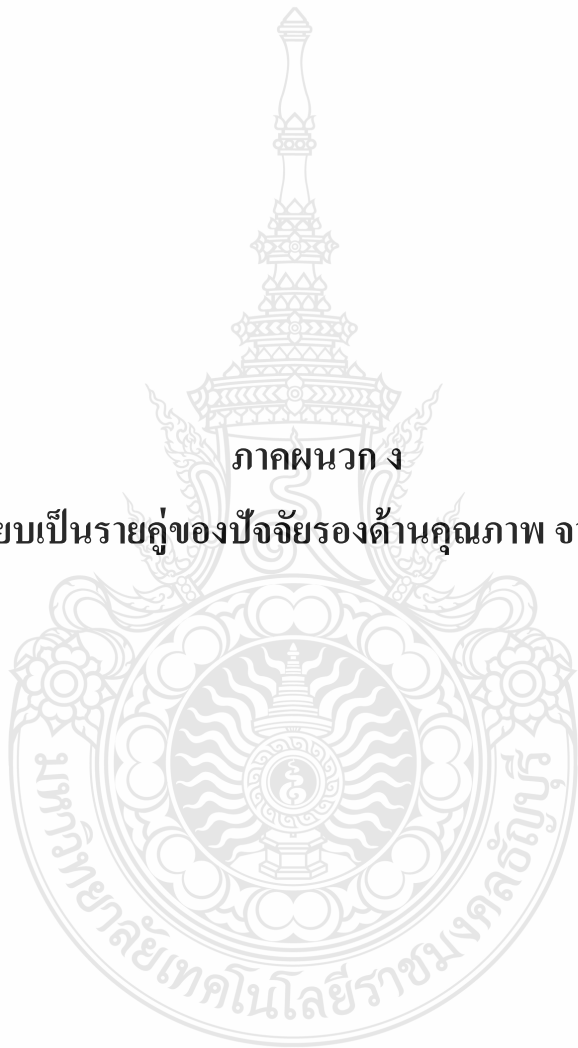 ภาคผนวก ง
ยบเป็นรายคู่ของปัจจัยรองด้านคุณภาพ จา
มหาวิทยาลัยเทคโนโลยีราชมงคลธัญบุรี